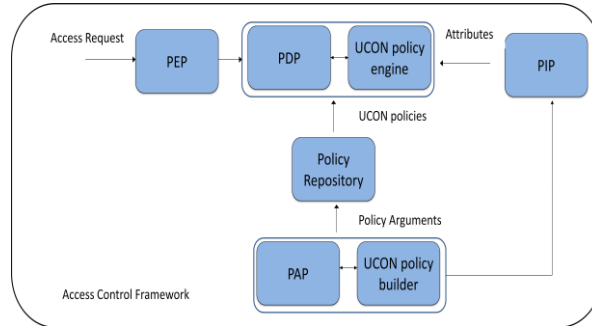 Access Request
PEP
PDP
UCON policy
engine
Attributes
PIP
UCON policies
Policy
Repository
Policy Arguments
PAP
UCON policy
builder
Access Control Framework